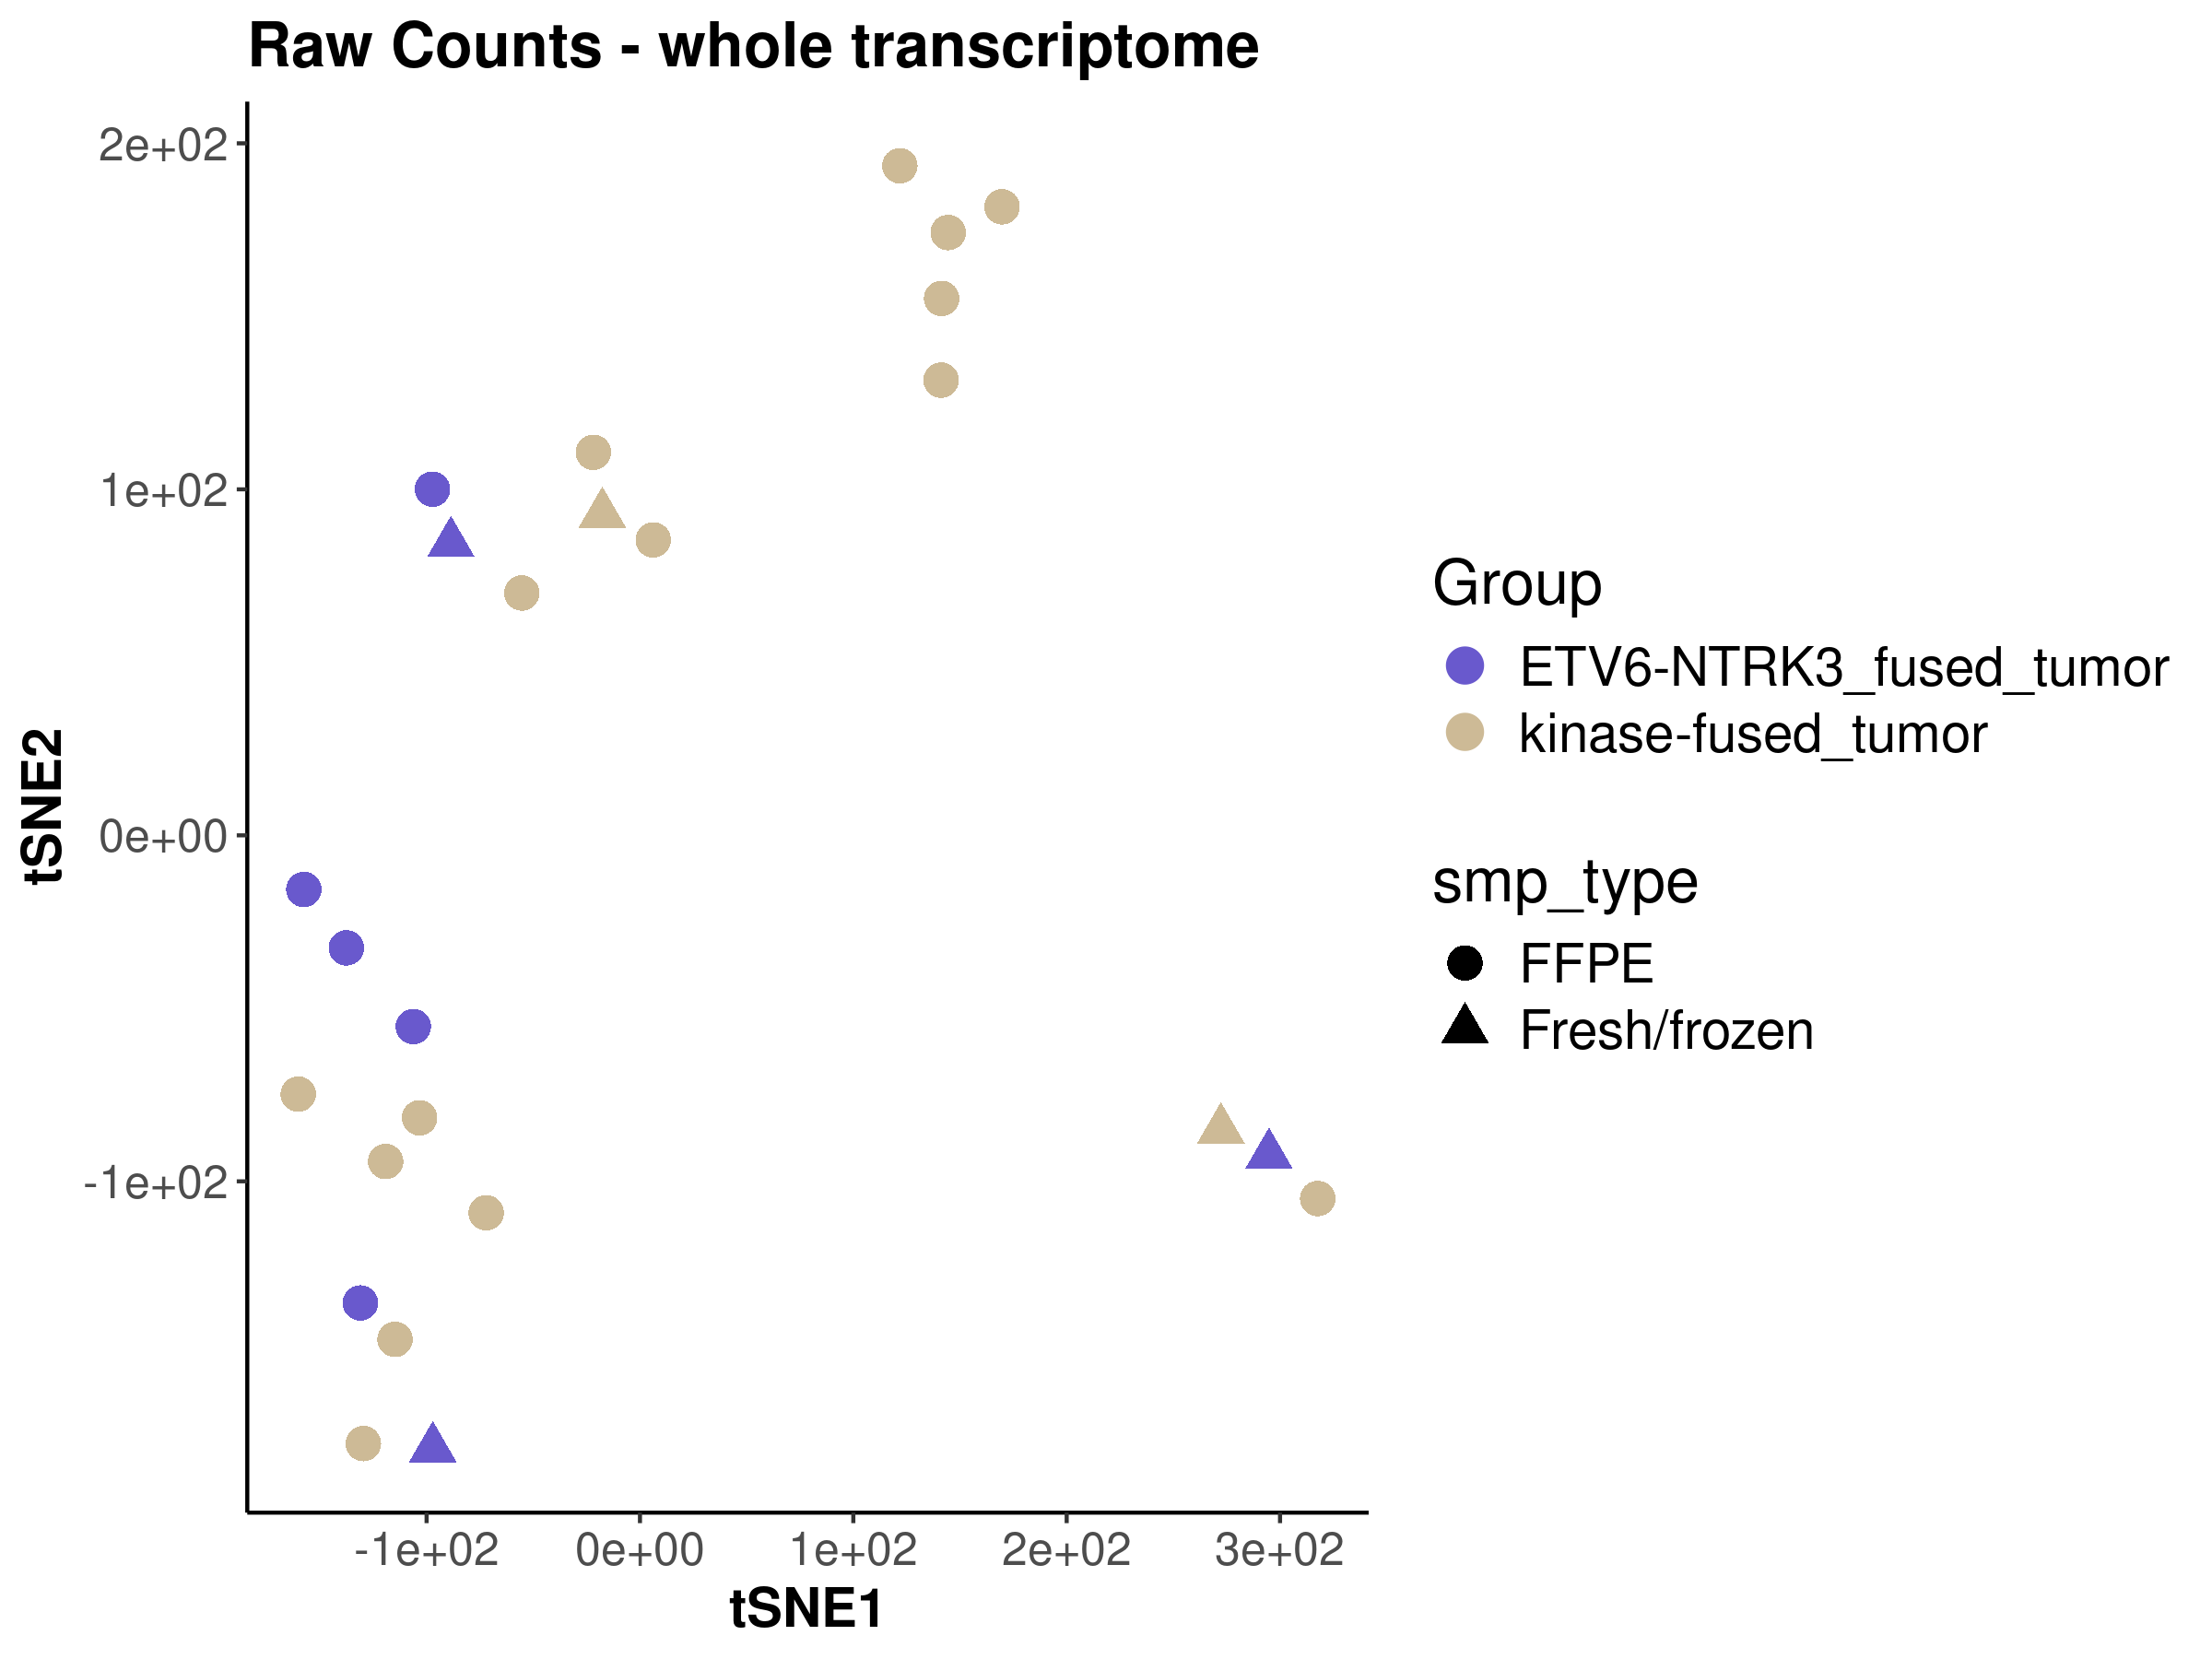 Raw Counts - whole transcriptome
2e+02
1e+02
0e+00
-1e+02
tSNE2
-1e+02 0e+00 1e+02 2e+02 3e+02
tSNE1
Group
ETV6-NTRK3_fused_tumor
kinase-fused_tumor
smp_type
FFPE
Fresh/frozen